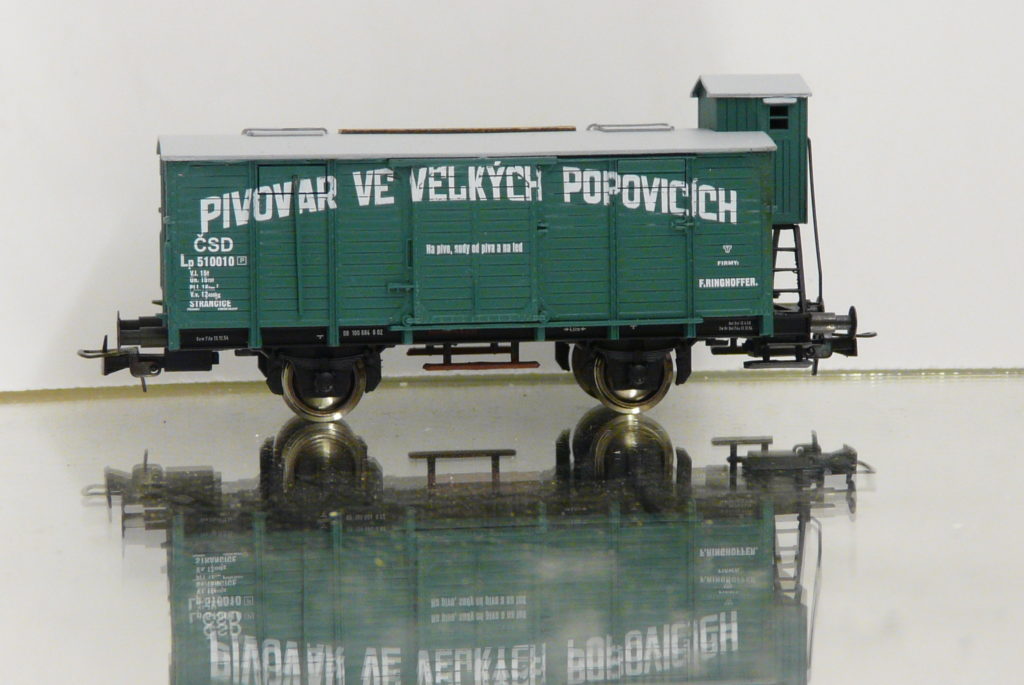 PIVOVAR VE VELKÝCH POPOVICÍCH
ČSD
Lp 510010 P
Na pivo, sudy od piva a na led
STRANČICE
FIRMY:
F.RINGHOFFER.